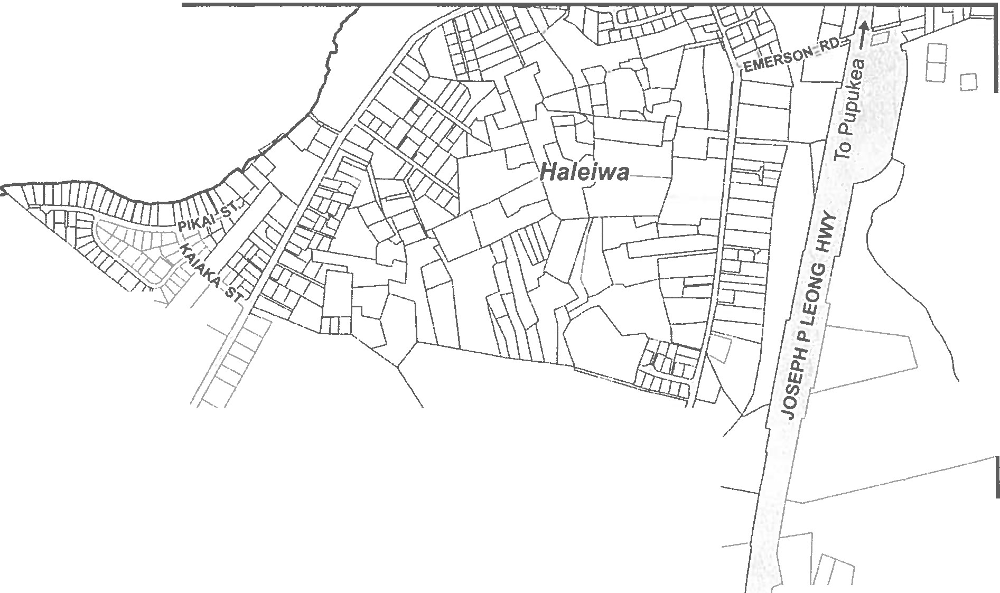 EMERSON RD
To Pupukea
Haleiwa
PIKAI ST
KAIAKA ST
JOSEPH P LEONG HWY